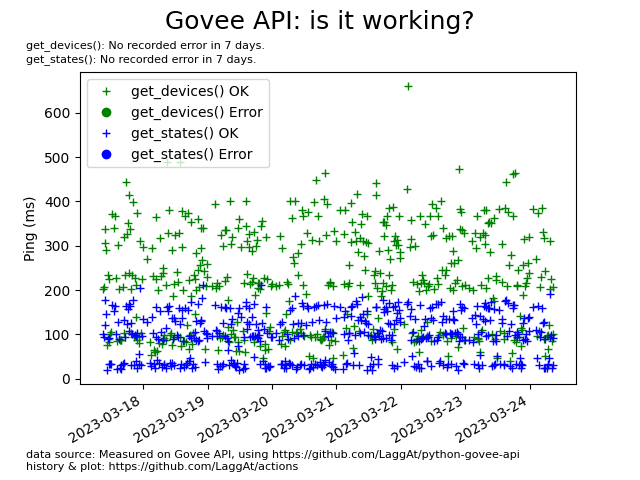 Govee API: is it working?
get_devices(): No recorded error in 7 days.
get_states(): No recorded error in 7 days.
get_devices() OK
get_devices() Error
get_states() OK
get_states() Error
600
500
400
300
200
100
0
Ping (ms)
2023-03-18
2023-03-19
2023-03-20
2023-03-21
2023-03-22
2023-03-23
2023-03-24
data source: Measured on Govee API, using https://github.com/LaggAt/python-govee-api
history & plot: https://github.com/LaggAt/actions